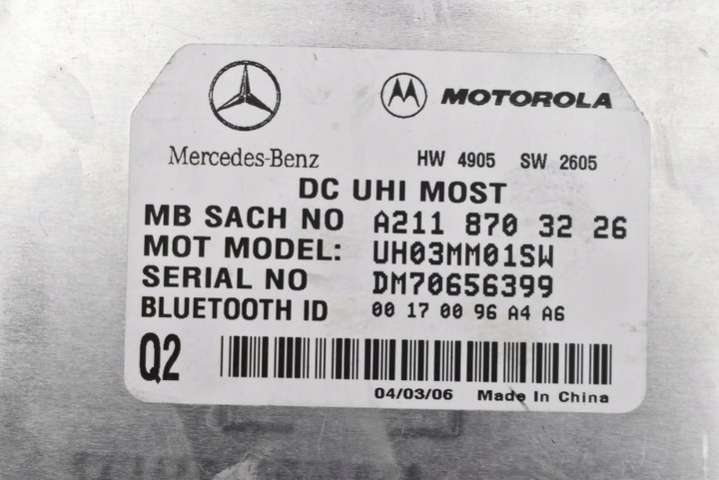 MOTOROLA
Mercedes-Benz
HW 4905 SW 2605
DC UHI MOST
MB SACH NO A211 870 32 26
MOT MODEL: UH03MM01SW
SERIAL NO DM70656399
BLUETOOTH ID 00 17 00 96 A4 A6
Q2
04/03/06 Made In China